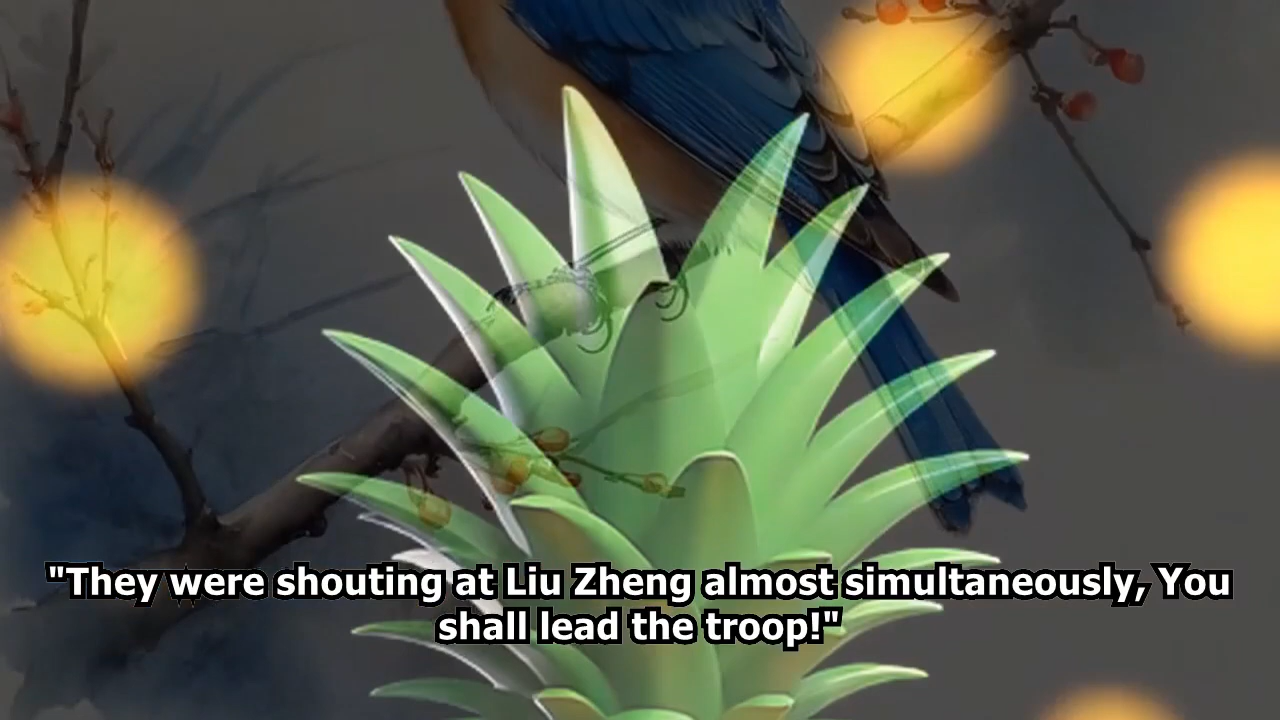 "They were shouting at Liu Zheng almost simultaneously, You
shall lead the troop!"